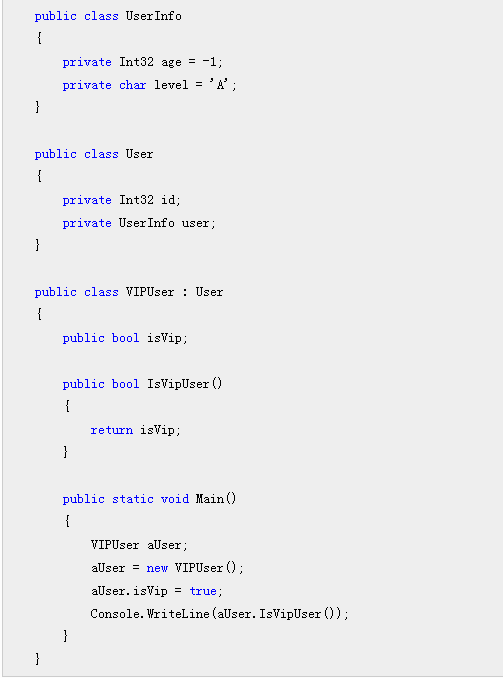 public class UserInfo
{
    private Int32 age = -1;
    private char level = 'A';
}

public class User
{
    private Int32 id;
    private UserInfo user;
}

public class VIPUser : User
{
    public bool isVip;

    public bool IsVipUser()
    {
        return isVip;
    }

    public static void Main()
    {
        VIPUser aUser;
        aUser = new VIPUser();
        aUser.isVip = true;
        Console.WriteLine(aUser.IsVipUser());
    }
}